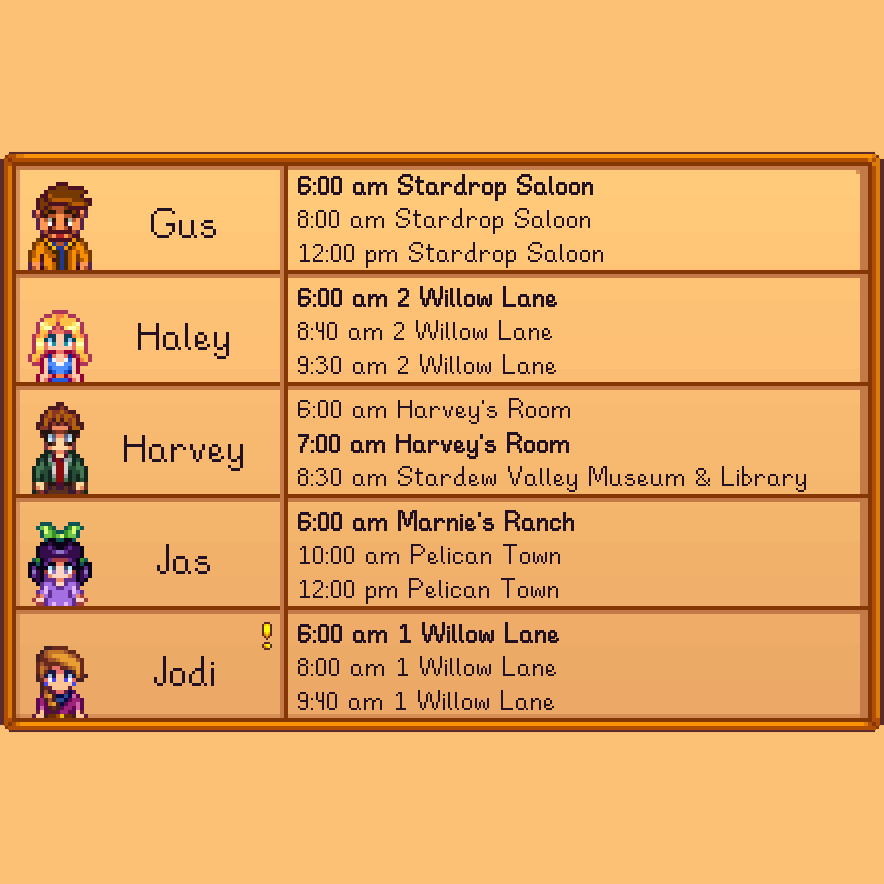 Gus
6:00 am Stardrop Saloon
8:00 am Stardrop Saloon
12:00 pm Stardrop Saloon
Haley
6:00 am 2 Willow Lane
8:40 am 2 Willow Lane
9:30 am 2 Willow Lane
Harvey
6:00 am Harvey's Room
7:00 am Harvey's Room
8:30 am Stardew Valley Museum & Library
Jas
6:00 am Marnie's Ranch
10:00 am Pelican Town
12:00 pm Pelican Town
Jodi
6:00 am 1 Willow Lane
8:00 am 1 Willow Lane
9:40 am 1 Willow Lane